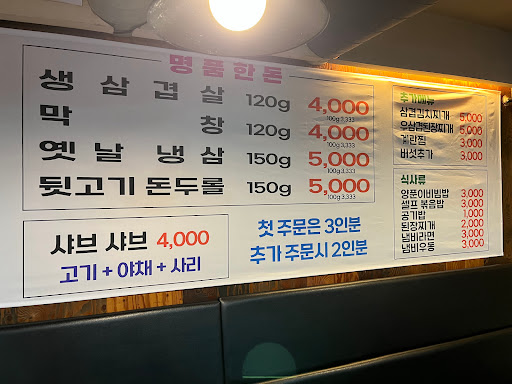 명품한돈
생삼겹살 120g 4,000
100g 3,333
막창 120g 4,000
100g 3,333
옛날냉삼 150g 5,000
100g 3,333
뒷고기 돈두롤 150g 5,000
100g 3,333
샤브 샤브 4,000
고기 + 야채 + 사리
첫 주문은 3인분
추가 주문시 2인분
추가메뉴
삼겹김치찌개 5,000
우삼겹된장찌개 5,000
계란찜 3,000
버섯추가 3,000
식사류
양푼이비빔밥 3,000
셀프 볶음밥 3,000
공기밥 1,000
된장찌개 2,000
냄비라면 3,000
냄비우동 3,000